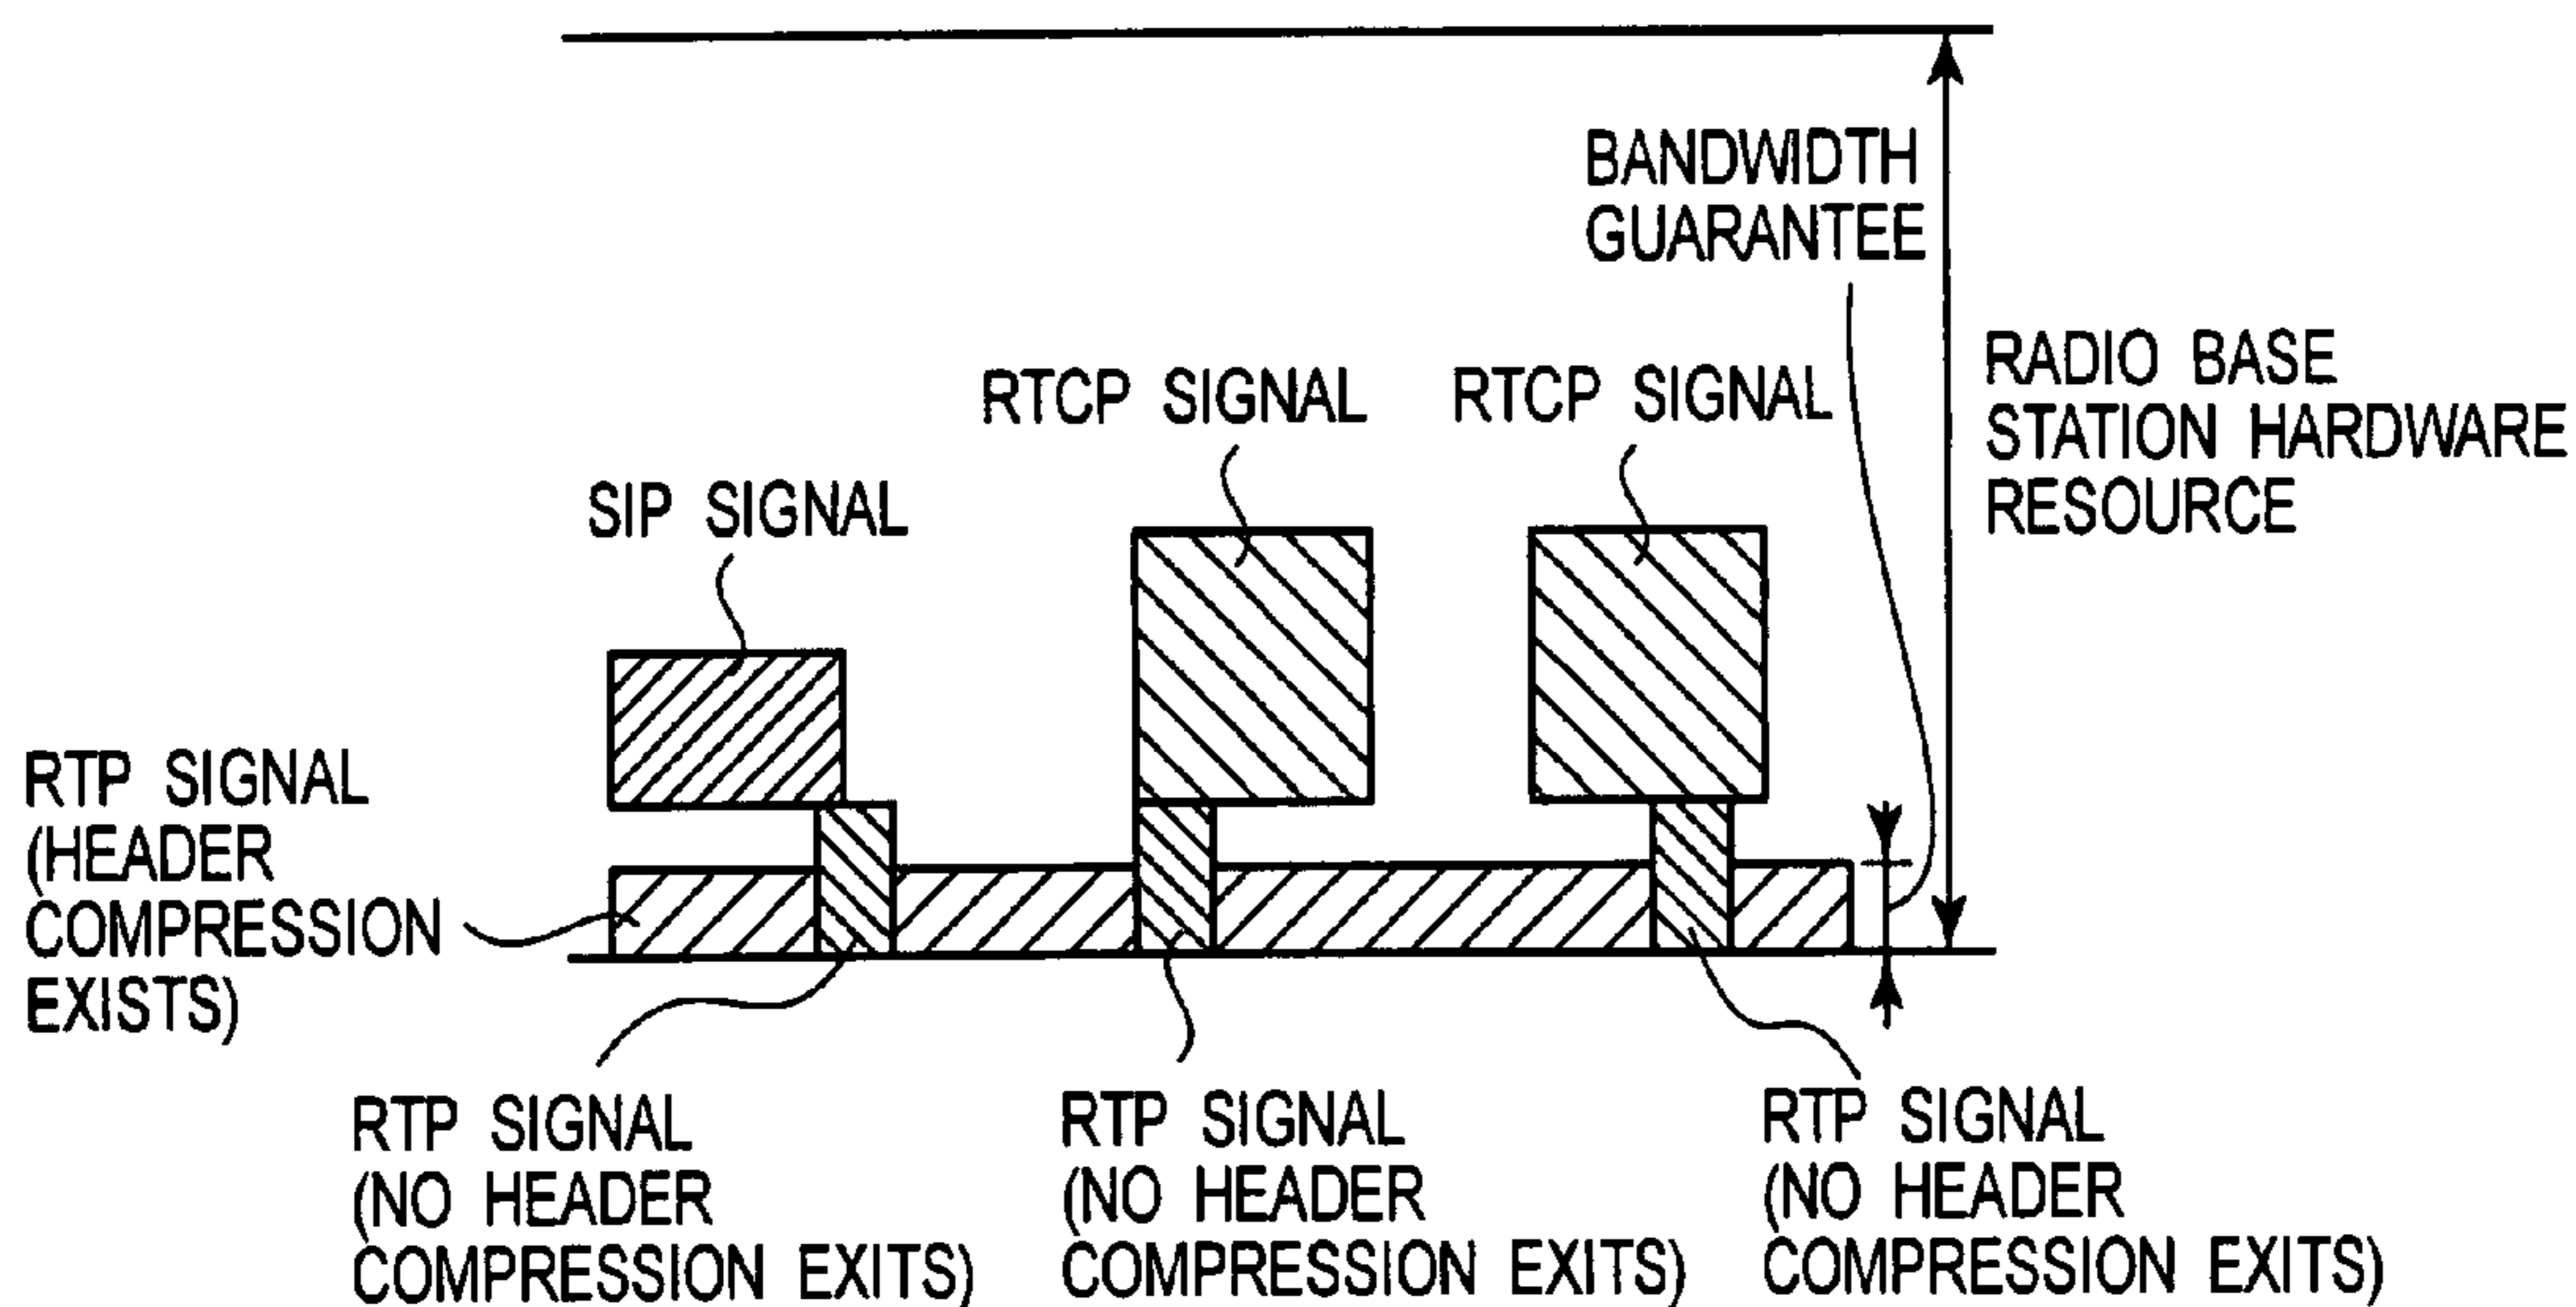 BANDWIDTH
GUARANTEE
RADIO BASE
STATION HARDWARE
RESOURCE
RTCP SIGNAL
RTCP SIGNAL
SIP SIGNAL
RTP SIGNAL
(HEADER
COMPRESSION
EXISTS)
RTP SIGNAL
(NO HEADER
COMPRESSION EXITS)
RTP SIGNAL
(NO HEADER
COMPRESSION EXITS)
RTP SIGNAL
(NO HEADER
COMPRESSION EXITS)